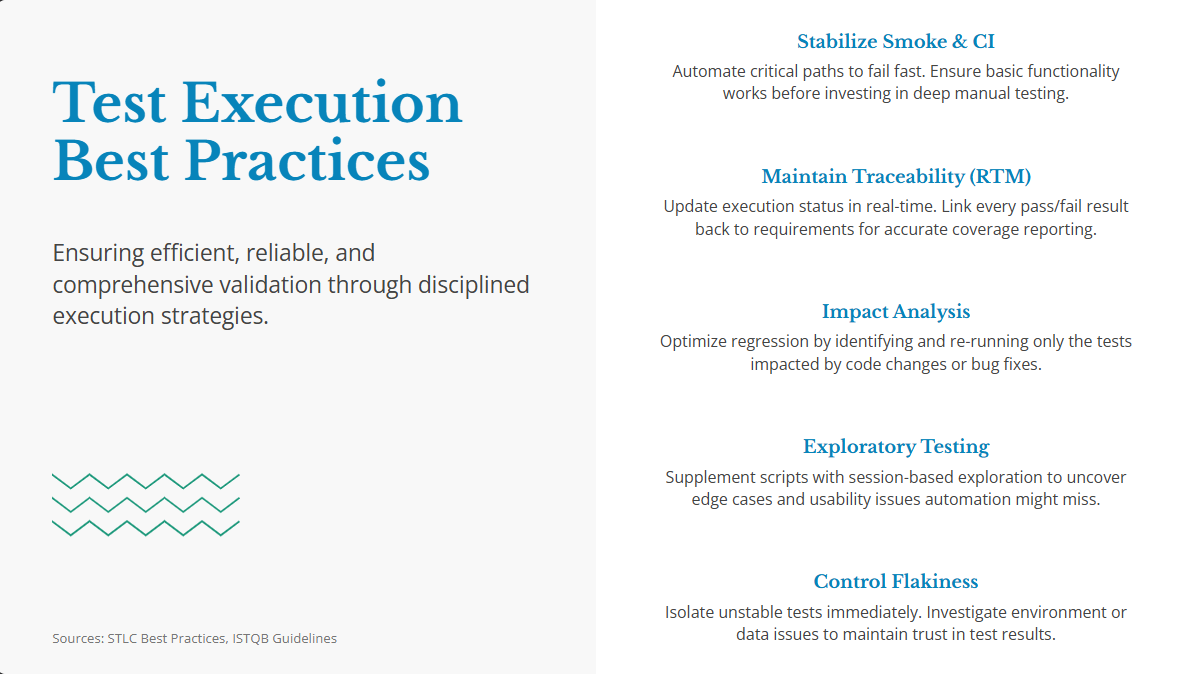 Test Execution
Best Practices
Ensuring efficient, reliable, and
comprehensive validation through disciplined
execution strategies.
Sources: STLC Best Practices, ISTQB Guidelines
Stabilize Smoke & CI
Automate critical paths to fail fast. Ensure basic functionality
works before investing in deep manual testing.
Maintain Traceability (RTM)
Update execution status in real-time. Link every pass/fail result
back to requirements for accurate coverage reporting.
Impact Analysis
Optimize regression by identifying and re-running only the tests
impacted by code changes or bug fixes.
Exploratory Testing
Supplement scripts with session-based exploration to uncover
edge cases and usability issues automation might miss.
Control Flakiness
Isolate unstable tests immediately. Investigate environment or
data issues to maintain trust in test results.